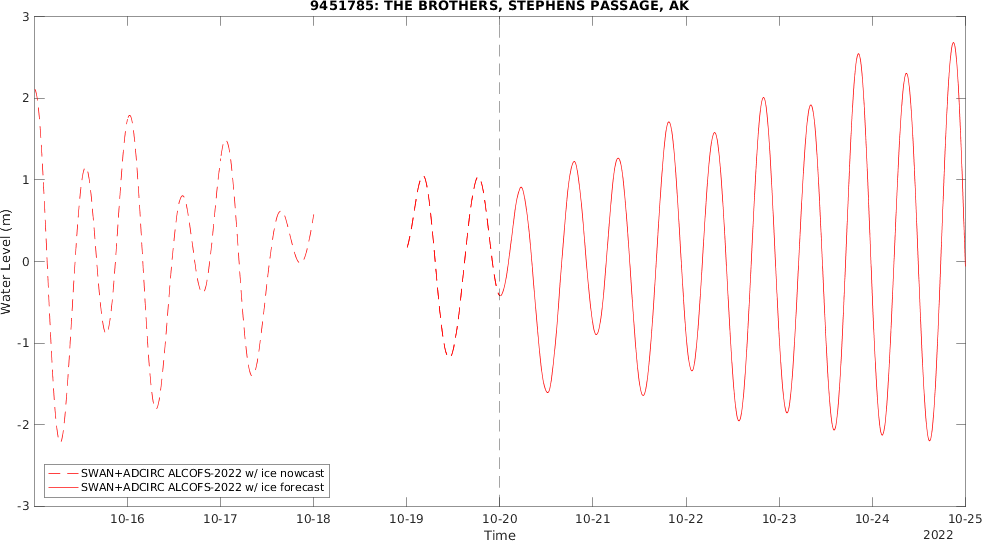 9451785: THE BROTHERS, STEPHENS PASSAGE, AK
3
2
1
0
-1
-2
-3
Water Level (m)
SWAN+ADCIRC ALCOFS-2022 w/ ice nowcast
SWAN+ADCIRC ALCOFS-2022 w/ ice forecast
10-16 10-17 10-18 10-19 10-20 10-21 10-22 10-23 10-24 10-25
Time
2022